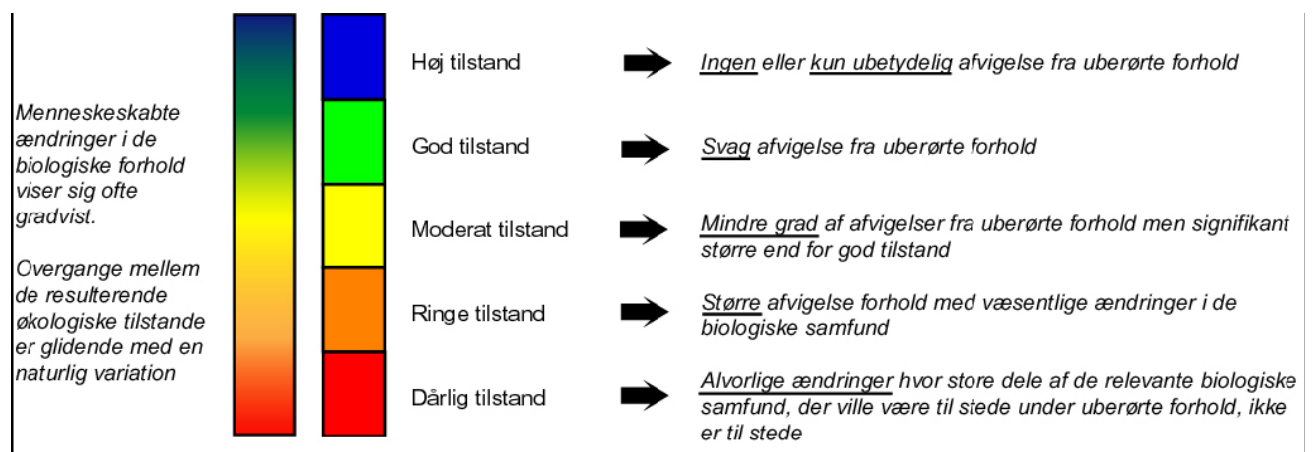 Menneskeskabte
ændringer i de
biologiske forhold
viser sig ofte
gradvist.
Overgange mellem
de resulterende
økologiske tilstande
er glidende med en
naturlig variation
Høj tilstand
Ingen eller kun ubetydelig afvigelse fra uberørte forhold
God tilstand
Svag afvigelse fra uberørte forhold
Moderat tilstand
Mindre grad af afvigelser fra uberørte forhold men signifikant
større end for god tilstand
Ringe tilstand
Större afvigelse forhold med væsentlige ændringer i de
biologiske samfund
Dårlig tilstand
Alvorlige ændringer hvor store dele af de relevante biologiske
samfund, der ville være til stede under uberørte forhold, ikke
er til stede